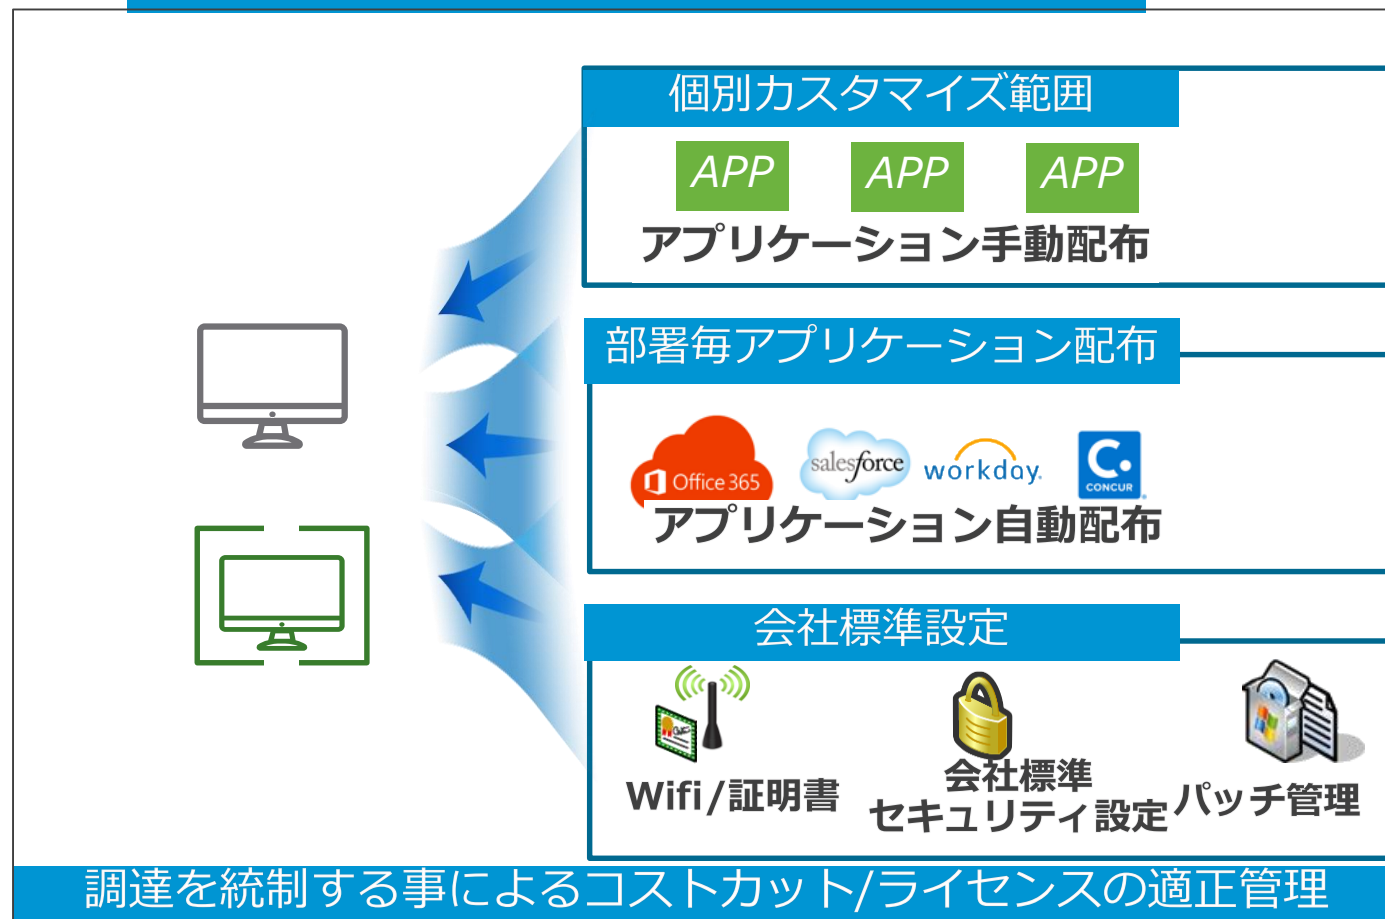 個別カスタマイズ範囲
APP APP APP
アプリケーション手動配布
部署毎アプリケーション配布
Office 365 salesforce workday. C. CONCUR
アプリケーション自動配布
会社標準設定
Wifi/証明書
会社標準
セキュリティ設定
パッチ管理
調達を統制する事によるコストカット/ライセンスの適正管理